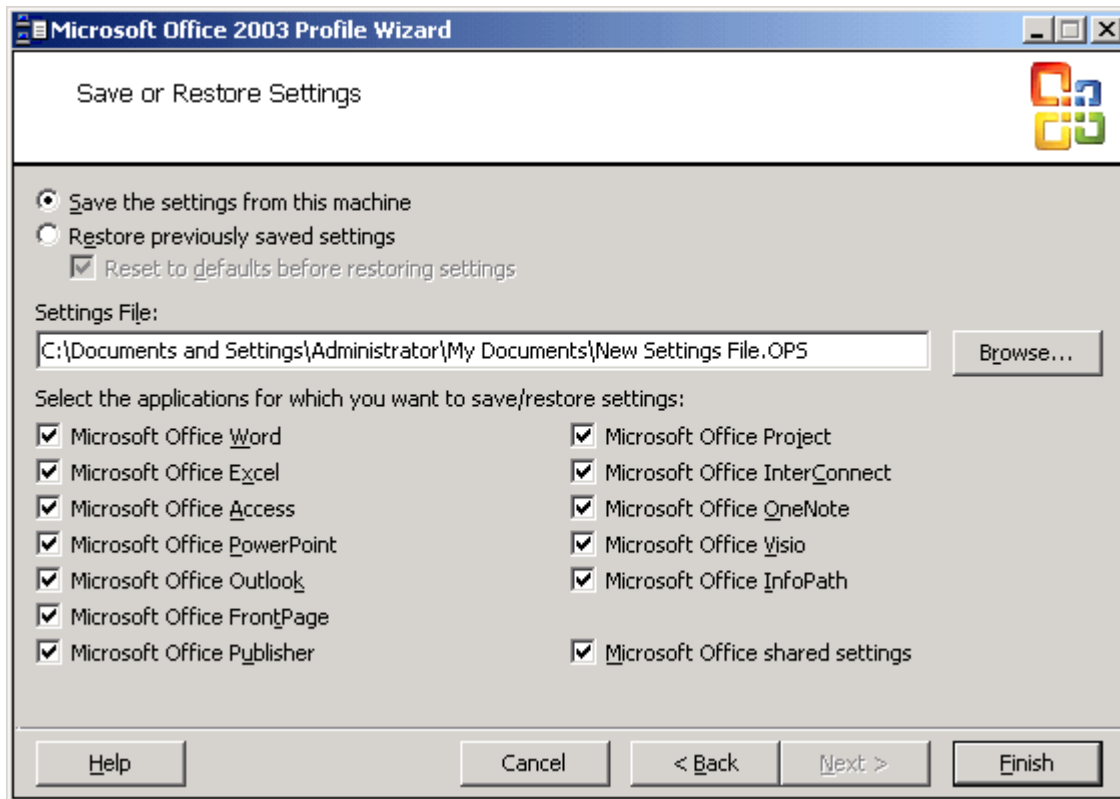 Microsoft Office 2003 Profile Wizard
Save or Restore Settings
Save the settings from this machine
Restore previously saved settings
Reset to defaults before restoring settings
Settings File:
C:\Documents and Settings\Administrator\My Documents\New Settings File.OPS
Browse...
Select the applications for which you want to save/restore settings:
Microsoft Office Word
Microsoft Office Excel
Microsoft Office Access
Microsoft Office PowerPoint
Microsoft Office Outlook
Microsoft Office FrontPage
Microsoft Office Publisher
Microsoft Office Project
Microsoft Office InterConnect
Microsoft Office OneNote
Microsoft Office Visio
Microsoft Office InfoPath
Microsoft Office shared settings
Help
Cancel
< Back
Next >
Finish